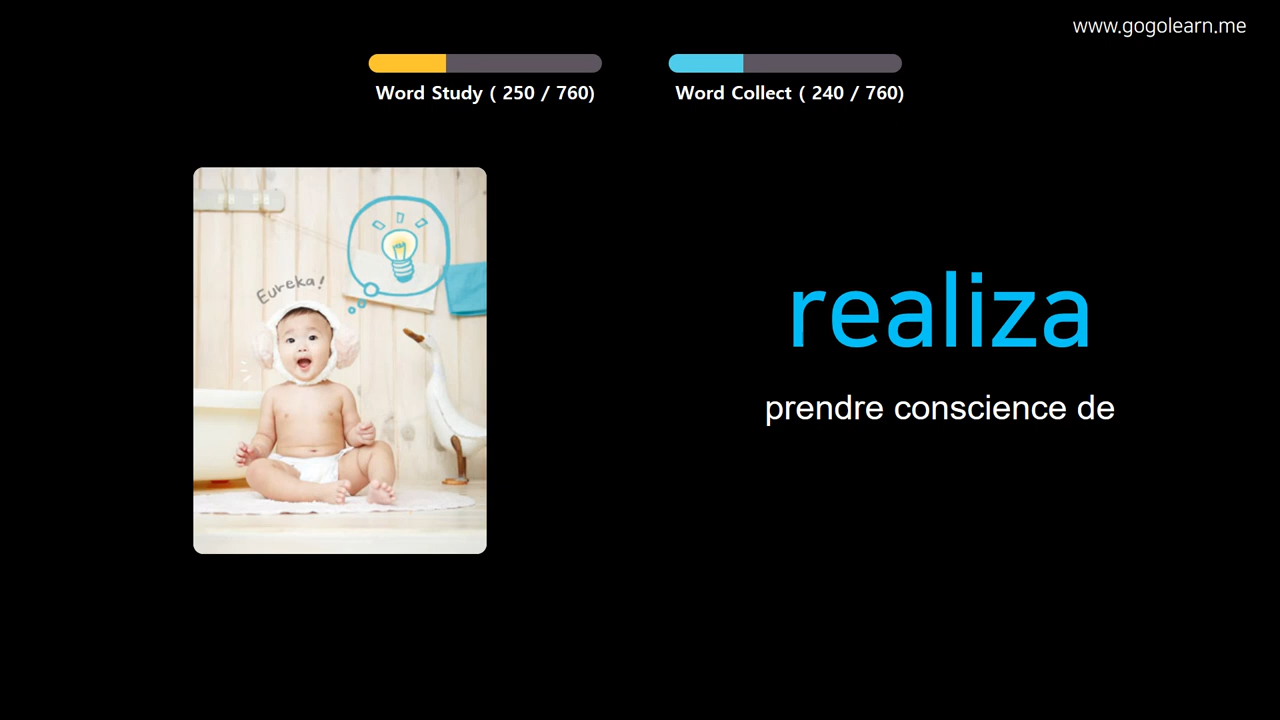 www.gogolearn.me
Word Study ( 250 / 760)
Word Collect ( 240 / 760)
Eureka!
realiza
prendre conscience de